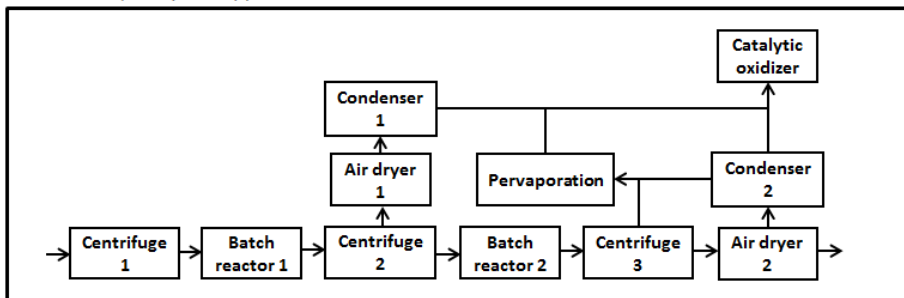 Catalytic
oxidizer
Condenser
1
Air dryer
1
Pervaporation
Condenser
2
Centrifuge
1
Batch
reactor 1
Centrifuge
2
Batch
reactor 2
Centrifuge
3
Air dryer
2